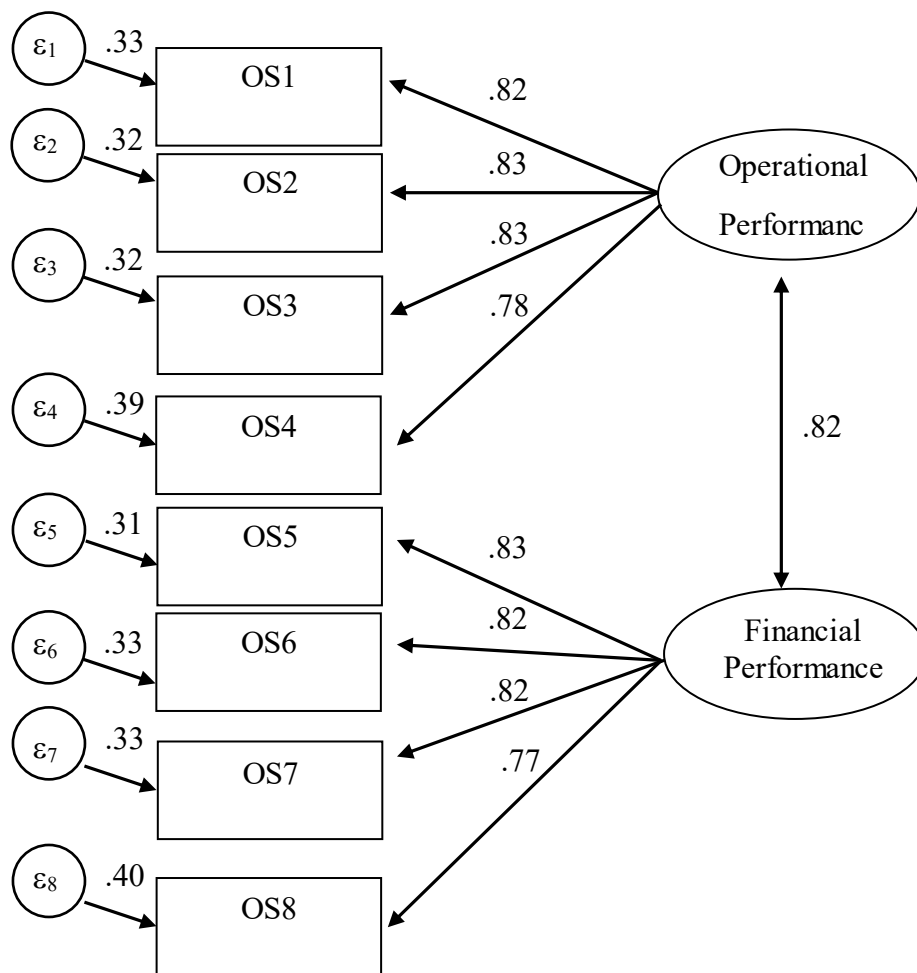 ε1 .33
OS1
.82
ε2 .32
OS2
.83
Operational
Performanc
ε3 .32
OS3
.83
.78
ε4 .39
OS4
.82
ε5 .31
OS5
.83
ε6 .33
OS6
.82
Financial
Performance
ε7 .33
OS7
.82
.77
ε8 .40
OS8